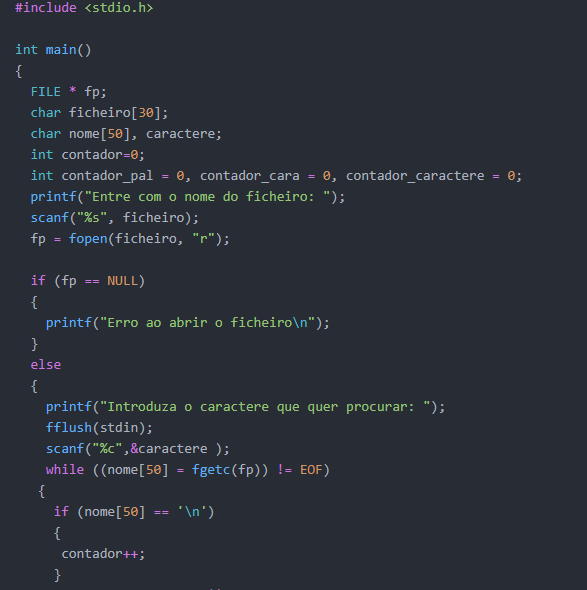 #include <stdio.h>
int main()
{
FILE * fp;
char ficheiro[30];
char nome[50], caractere;
int contador=0;
int contador_pal = 0, contador_cara = 0, contador_caractere = 0;
printf("Entre com o nome do ficheiro: ");
scanf("%s", ficheiro);
fp = fopen(ficheiro, "r");
if (fp == NULL)
{
printf("Erro ao abrir o ficheiro\n");
}
else
{
printf("Introduza o caractere que quer procurar: ");
fflush(stdin);
scanf("%c",&caractere );
while ((nome[50] = fgetc(fp)) != EOF)
{
if (nome[50] == '\n')
{
contador++;
}